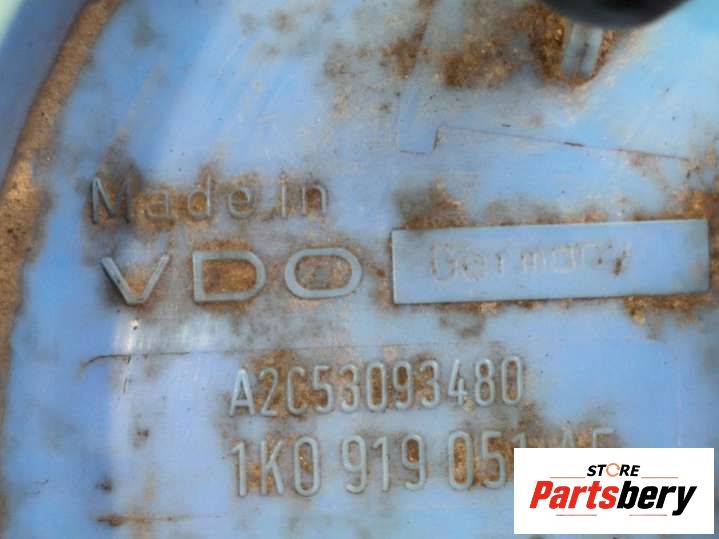 Made in
VDO Germany
A2C53093480
1K0 919 051
STORE
Partsbery